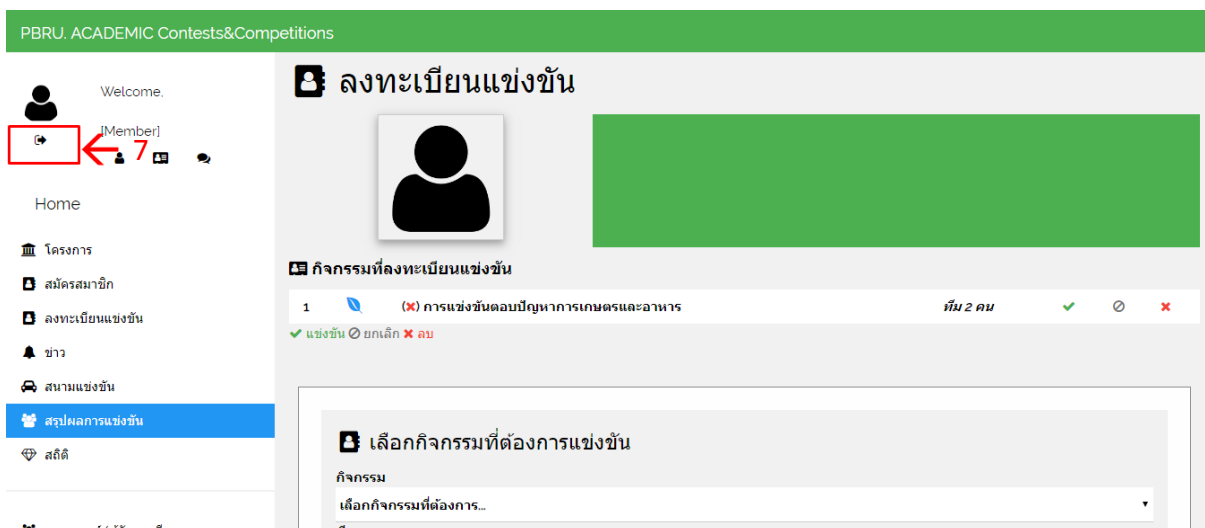 PBRU. ACADEMIC Contests&Competitions
Welcome,
[Member]
7
Home
โครงการ
สมัครสมาชิก
ลงทะเบียนแข่งขัน
ข่าว
สนามแข่งขัน
สรุปผลการแข่งขัน
สถิติ
ลงทะเบียนแข่งขัน
กิจกรรมที่ลงทะเบียนแข่งขัน
1 (✖) การแข่งขันตอบปัญหาการเกษตรและอาหาร ทีม 2 คน
แข่งขัน ยกเลิก ลบ
เลือกกิจกรรมที่ต้องการแข่งขัน
กิจกรรม
เลือกกิจกรรมที่ต้องการ...